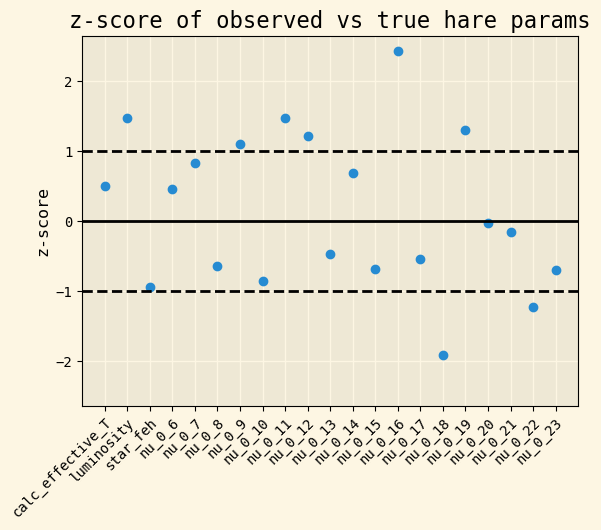 z-score of observed vs true hare params
z-score
2
1
0
−1
−2
calc_effective_T
luminosity
star_feh
nu_0_6
nu_0_7
nu_0_8
nu_0_9
nu_0_10
nu_0_11
nu_0_12
nu_0_13
nu_0_14
nu_0_15
nu_0_16
nu_0_17
nu_0_18
nu_0_19
nu_0_20
nu_0_21
nu_0_22
nu_0_23